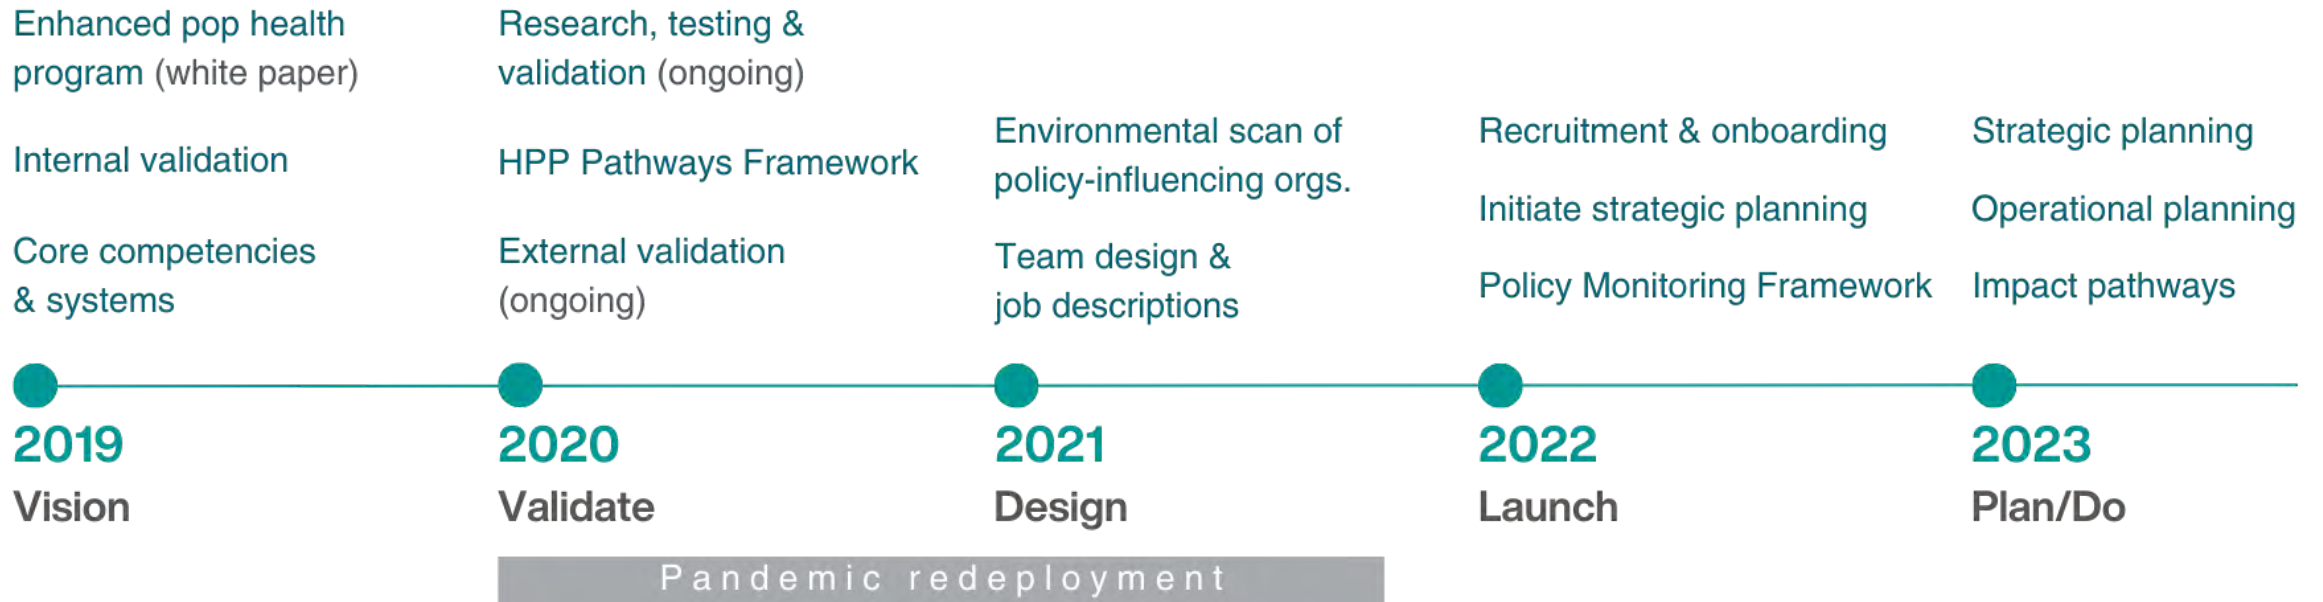 Enhanced pop health
program (white paper)
Internal validation
Core competencies
& systems
2019
Vision
Research, testing &
validation (ongoing)
HPP Pathways Framework
External validation
(ongoing)
2020
Validate
Environmental scan of
policy-influencing orgs.
Team design &
job descriptions
2021
Design
Recruitment & onboarding
Initiate strategic planning
Policy Monitoring Framework
2022
Launch
Strategic planning
Operational planning
Impact pathways
2023
Plan/Do
Pandemic redeployment